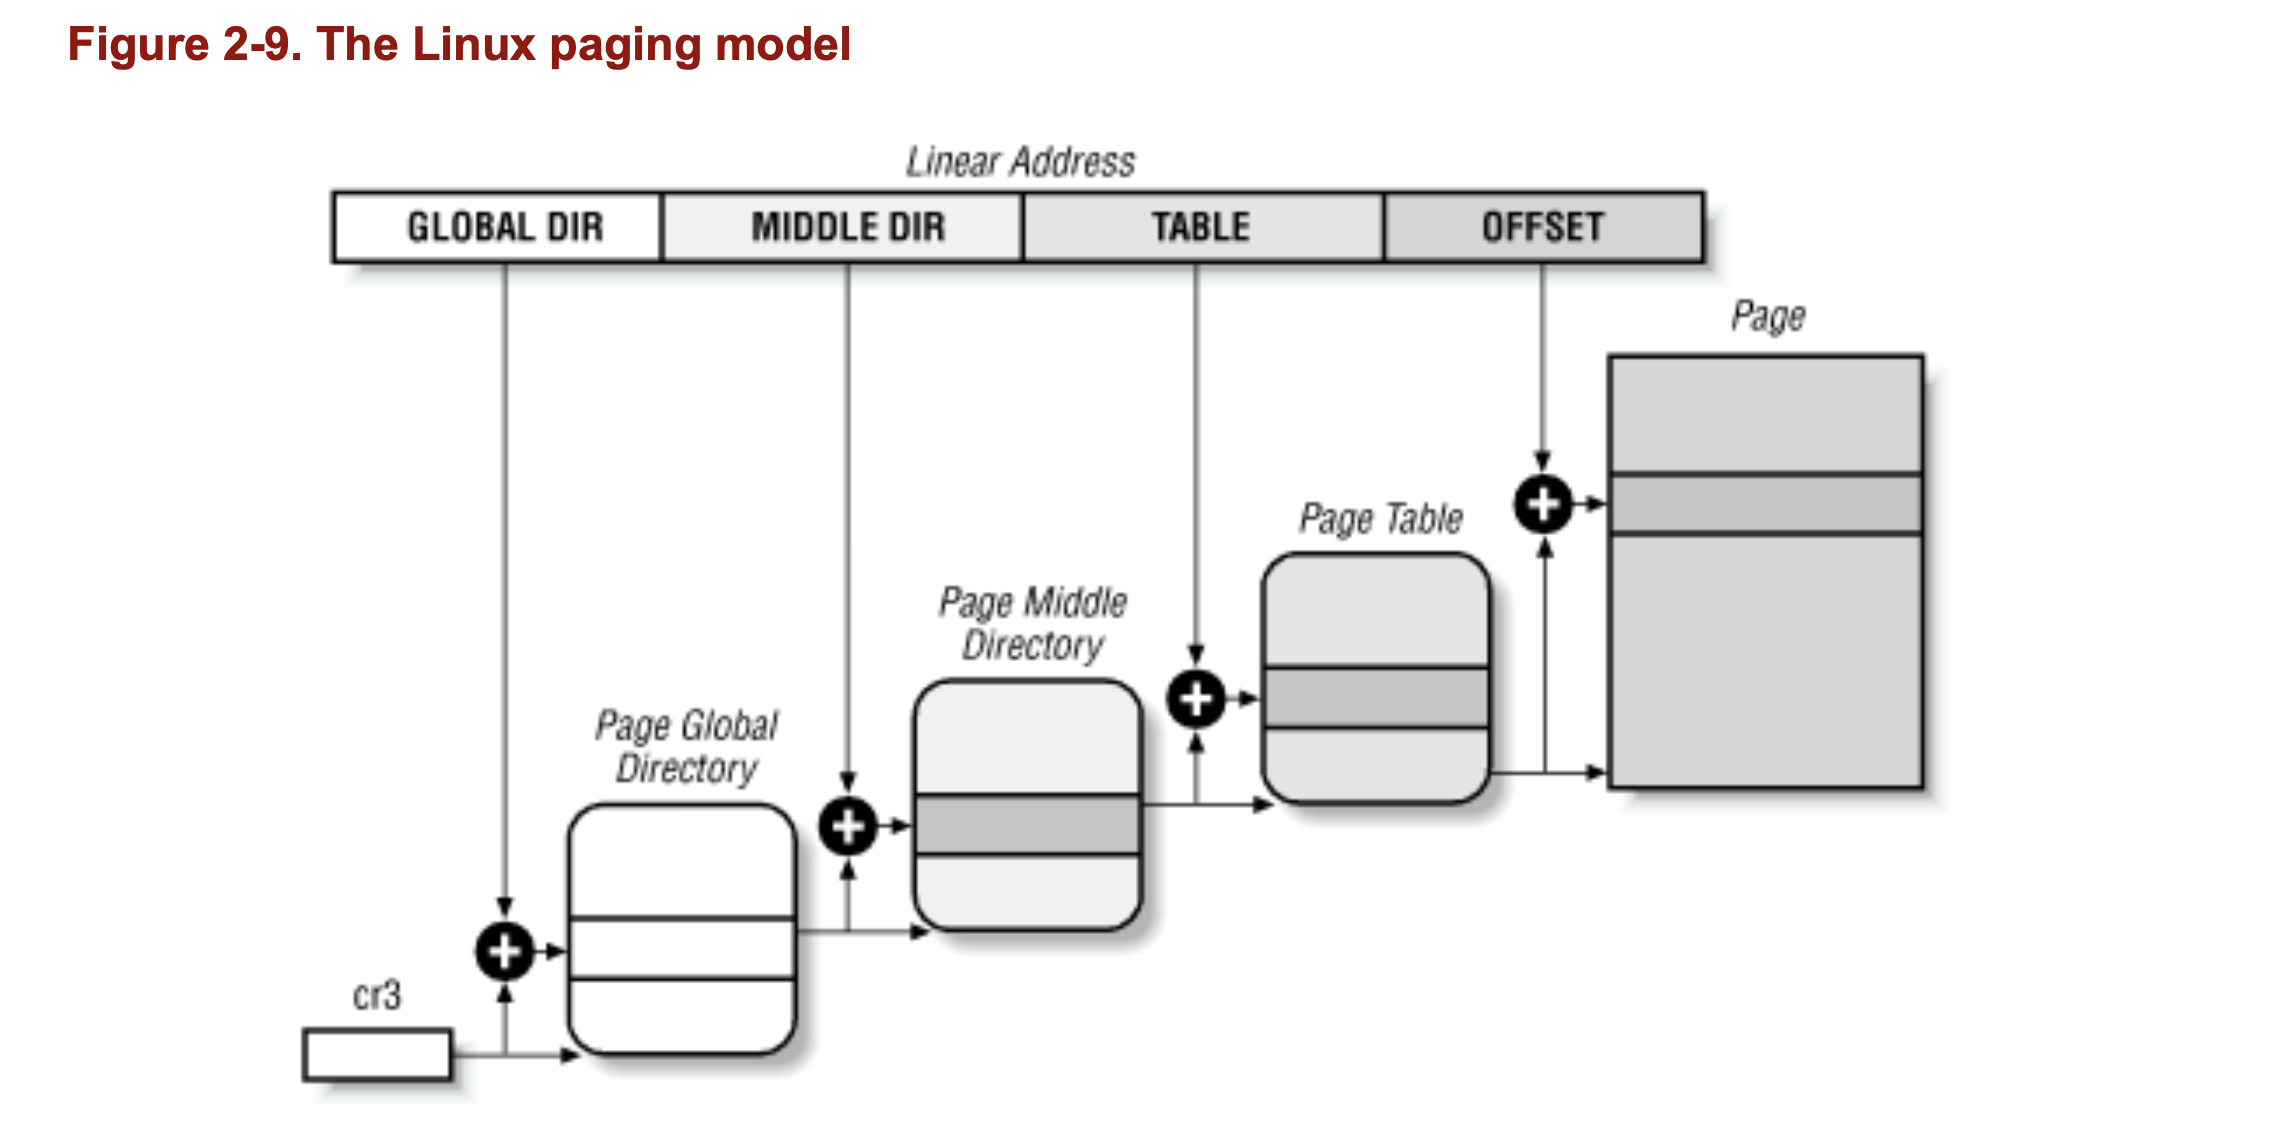 Figure 2-9. The Linux paging model
Linear Address
GLOBAL DIR
MIDDLE DIR
TABLE
OFFSET
Page
Page Table
Page Middle
Directory
Page Global
Directory
cr3